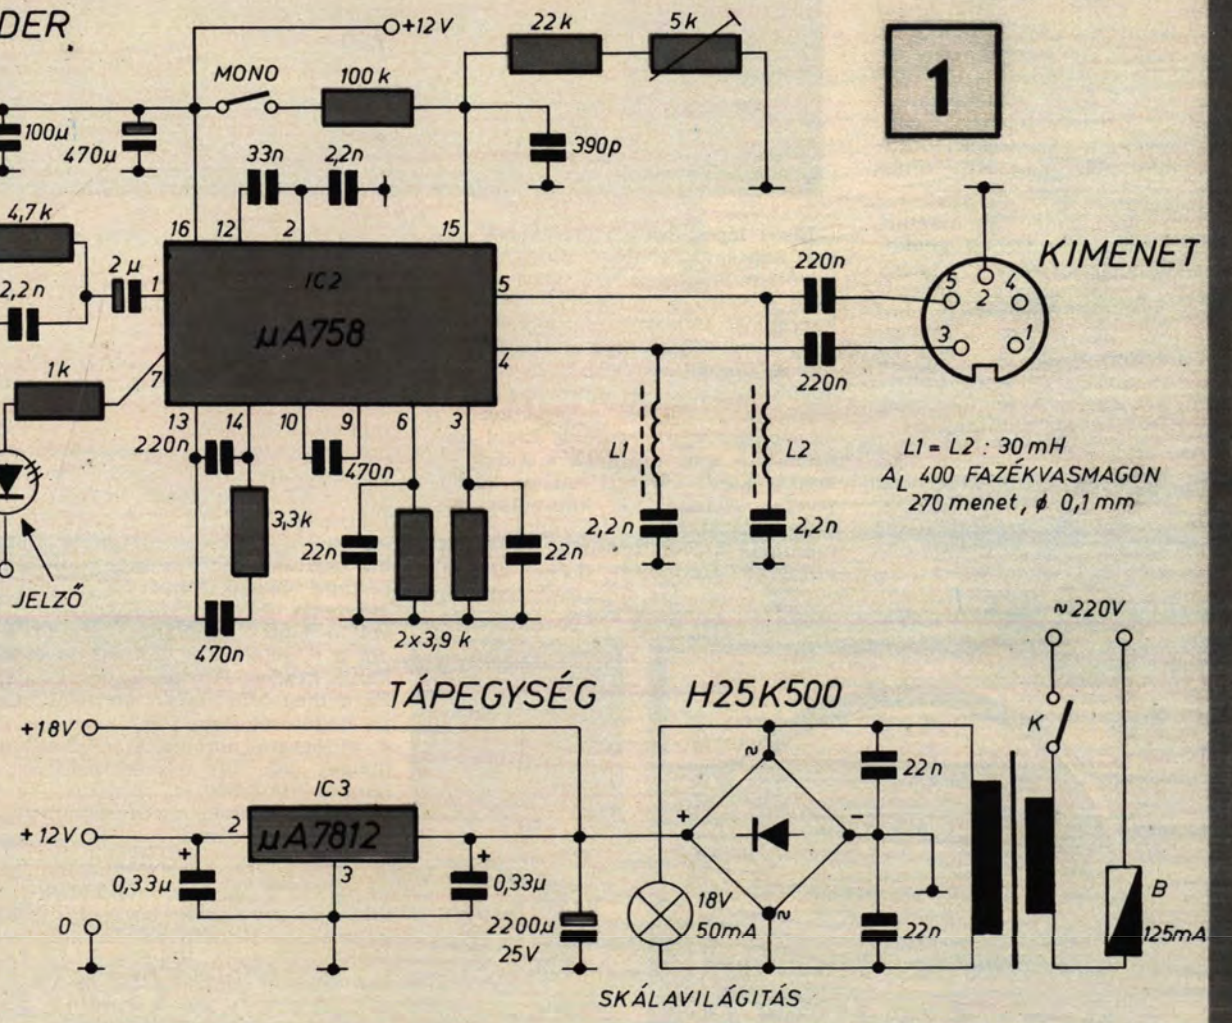 DER
+12V
22k
5k
1
MONO
100k
100µ
470µ
33n
2,2n
390p
4,7k
16
12
2
15
KIMENET
2µ
1
IC2
5
220n
5
2
4
2,2n
µA758
3
1
1k
7
4
220n
13
14
10
9
6
3
220n
470n
L1
L2
L1 = L2 : 30 mH
AL 400 FAZÉKVASMAGON
270 menet, ϕ 0,1 mm
3,3k
22n
22n
2,2n
2,2n
JELZŐ
470n
2x3,9 k
≈220V
TÁPEGYSÉG
H25K500
+18V
~
K
22n
IC3
+12V
2
µA7812
+
-
+
+
0,33µ
3
0,33µ
18V
50mA
B
0
2200µ
25V
~
22n
125mA
SKÁLAVILÁGITÁS